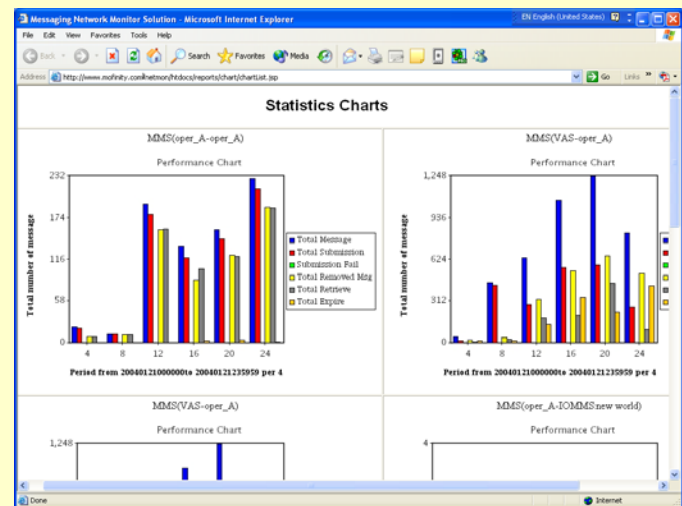 Messaging Network Monitor Solution - Microsoft Internet Explorer
EN English (United States)
File Edit View Favorites Tools Help
Back Search Favorites Media
Address http://www.mofinity.com/netmon/htdocs/reports/chart/chartList.jsp Go Links »
Statistics Charts
MMS(oper_A-oper_A)
Performance Chart
232
174
116
58
0
4 8 12 16 20 24
Total number of message
Period from 20040121000000to 20040121235959 per 4
Total Message
Total Submission
Submission Fail
Total Removed Msg
Total Retrieve
Total Expire
MMS(VAS-oper_A)
Performance Chart
1,248
936
624
312
0
4 8 12 16 20 24
Total number of message
Period from 20040121000000to 20040121235959 per 4
MMS(VAS-oper_A)
Performance Chart
1,248
MMS(oper_A-IOMMS:new world)
Performance Chart
4
Done
Internet